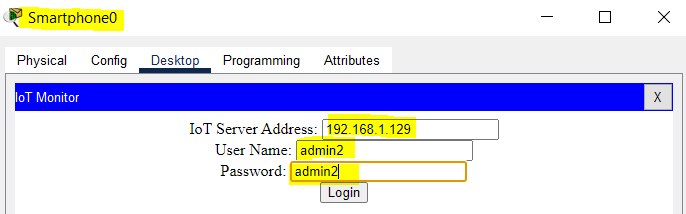 Smartphone0
Physical Config Desktop Programming Attributes
IoT Monitor X
IoT Server Address: 192.168.1.129
User Name: admin2
Password: admin2
Login